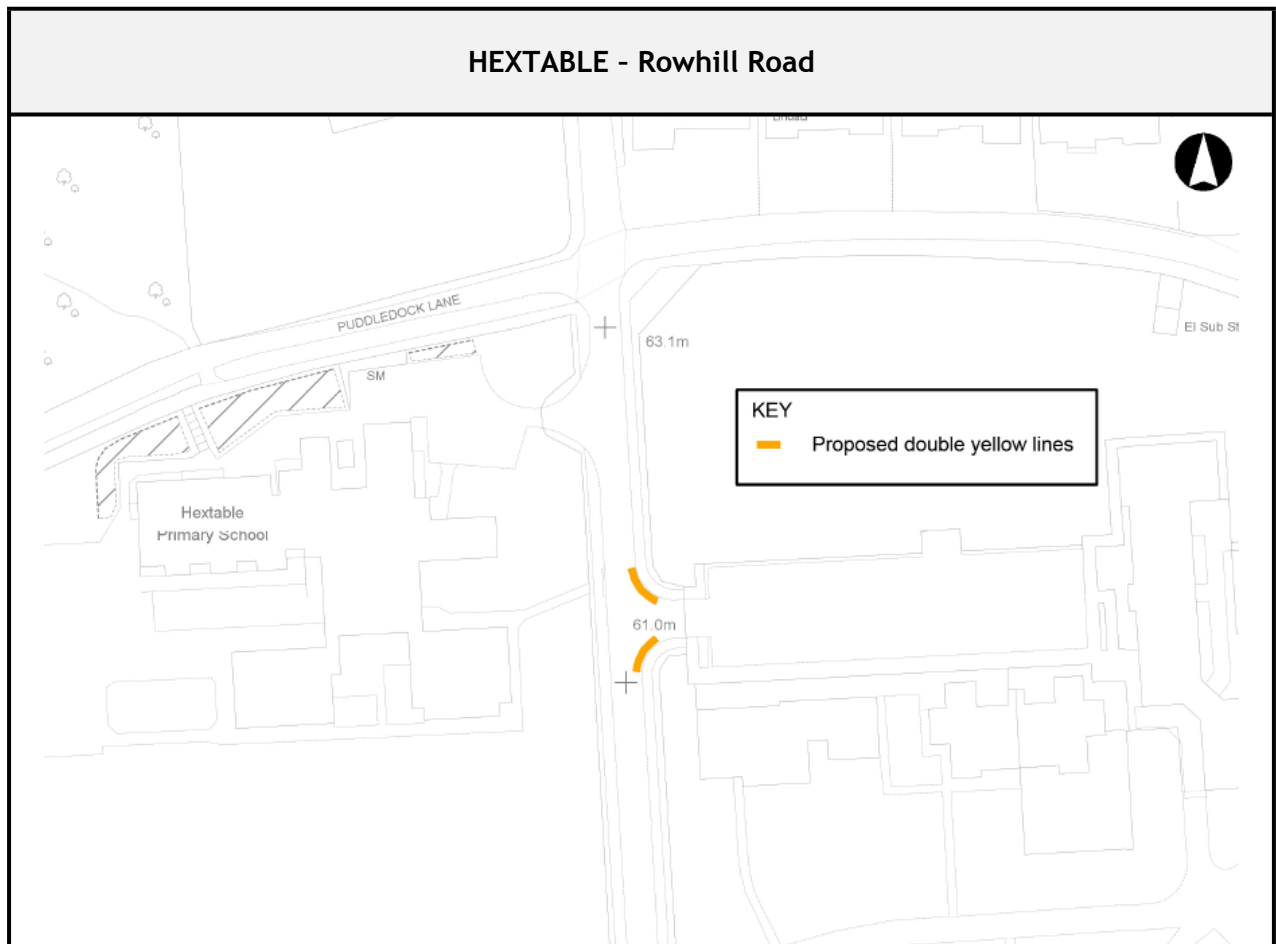 HEXTABLE – Rowhill Road
PUDDLEDOCK LANE
63.1m
El Sub St
SM
KEY
Proposed double yellow lines
Hextable
Primary School
61.0m